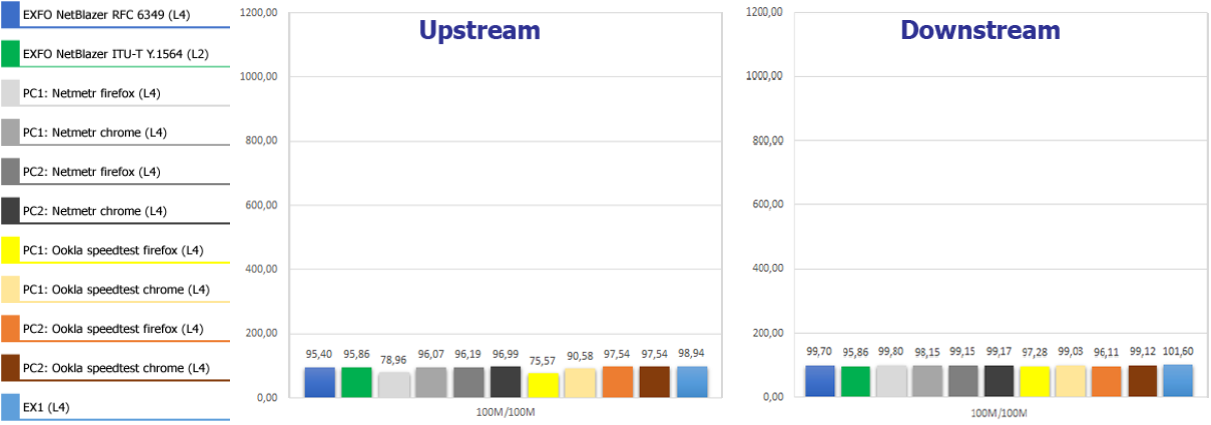 EXFO NetBlazer RFC 6349 (L4)
EXFO NetBlazer ITU-T Y.1564 (L2)
PC1: Netmetr firefox (L4)
PC1: Netmetr chrome (L4)
PC2: Netmetr firefox (L4)
PC2: Netmetr chrome (L4)
PC1: Ookla speedtest firefox (L4)
PC1: Ookla speedtest chrome (L4)
PC2: Ookla speedtest firefox (L4)
PC2: Ookla speedtest chrome (L4)
EX1 (L4)
Upstream
1200,00
1000,00
800,00
600,00
400,00
200,00
0,00
95,40 95,86 78,96 96,07 96,19 96,99 75,57 90,58 97,54 97,54 98,94
100M/100M
Downstream
1200,00
1000,00
800,00
600,00
400,00
200,00
0,00
99,70 95,86 99,80 98,15 99,15 99,17 97,28 99,03 96,11 99,12 101,60
100M/100M